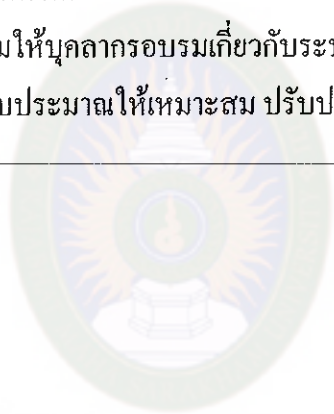 มให้บุคลากรอบรมเกี่ยวกับระ
ประมาณให้เหมาะสม ปรับป